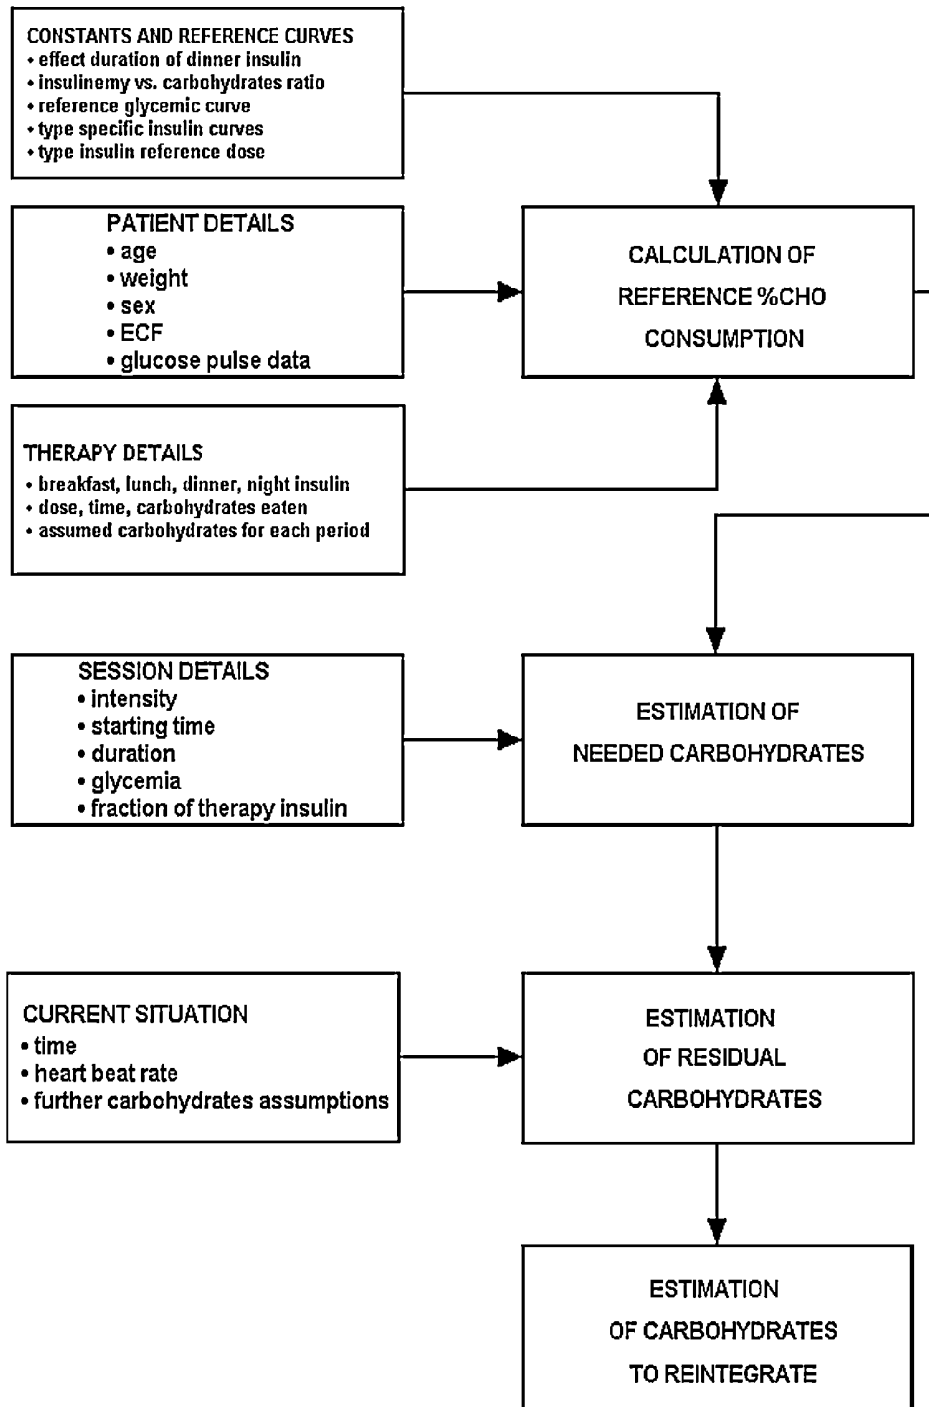 CONSTANTS AND REFERENCE CURVES
• effect duration of dinner insulin
• insulinemy vs. carbohydrates ratio
• reference glycemic curve
• type specific insulin curves
• type insulin reference dose
PATIENT DETAILS
• age
• weight
• sex
• ECF
• glucose pulse data
CALCULATION OF
REFERENCE %CHO
CONSUMPTION
THERAPY DETAILS
• breakfast, lunch, dinner, night insulin
• dose, time, carbohydrates eaten
• assumed carbohydrates for each period
SESSION DETAILS
• intensity
• starting time
• duration
• glycemia
• fraction of therapy insulin
ESTIMATION OF
NEEDED CARBOHYDRATES
CURRENT SITUATION
• time
• heart beat rate
• further carbohydrates assumptions
ESTIMATION
OF RESIDUAL
CARBOHYDRATES
ESTIMATION
OF CARBOHYDRATES
TO REINTEGRATE